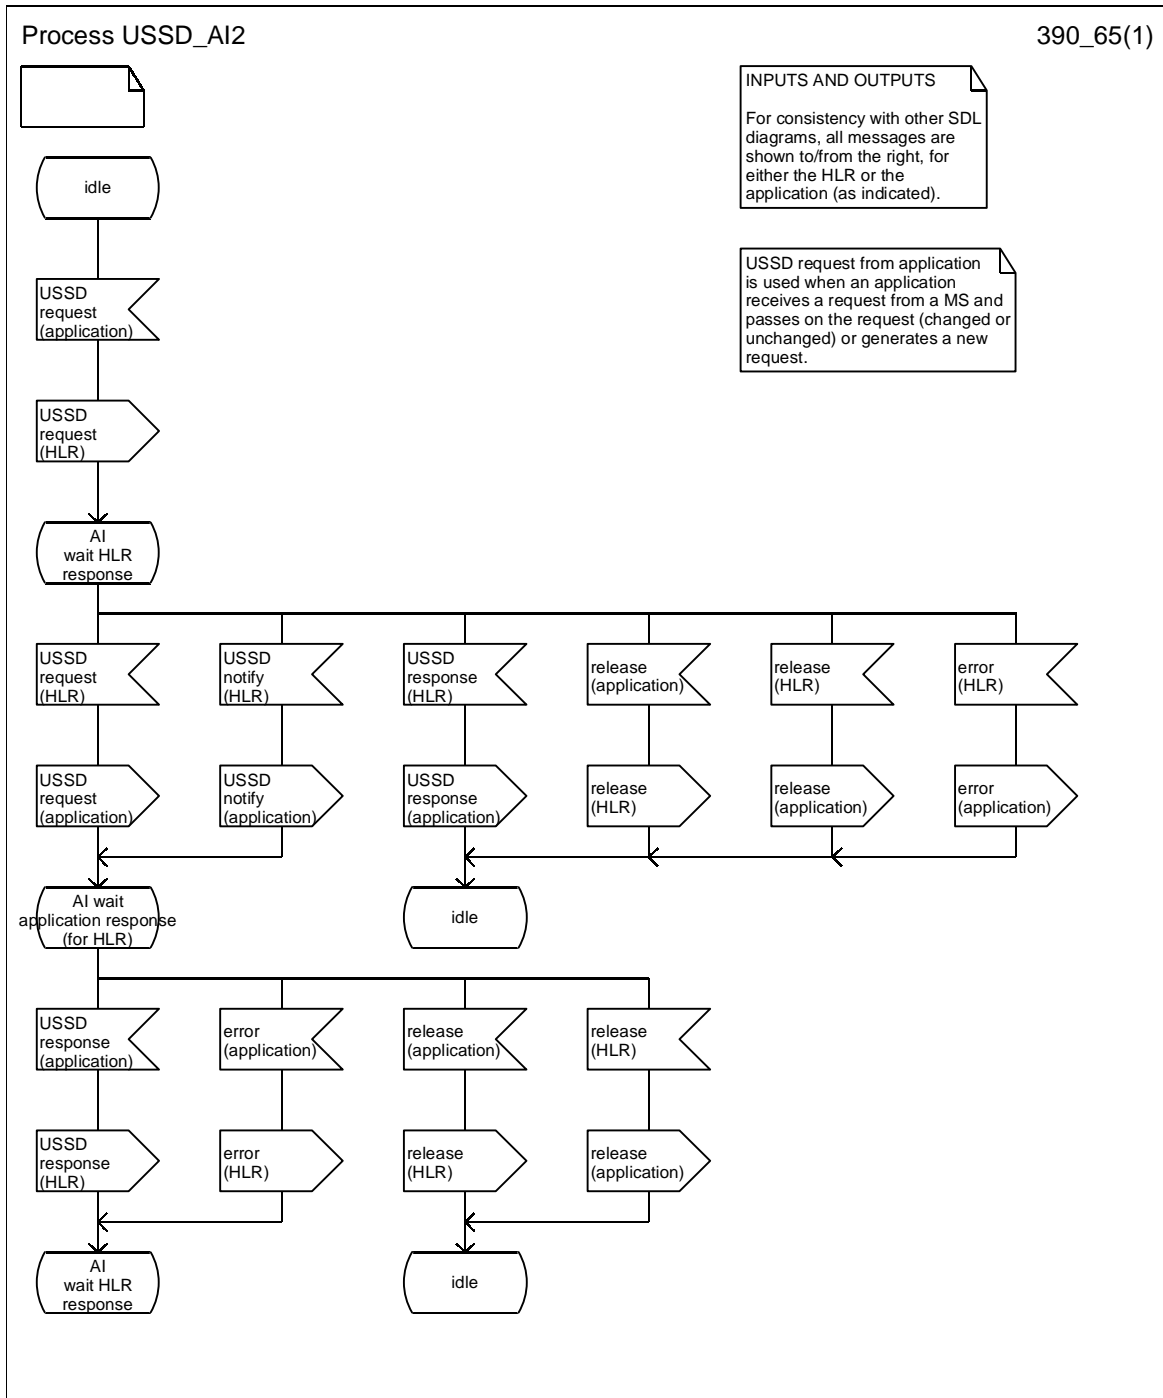 Process USSD_AI2
390_65(1)
INPUTS AND OUTPUTS
For consistency with other SDL
diagrams, all messages are
shown to/from the right, for
either the HLR or the
application (as indicated).
USSD request from application
is used when an application
receives a request from a MS and
passes on the request (changed or
unchanged) or generates a new
request.
idle
USSD
request
(application)
USSD
request
(HLR)
AI
wait HLR
response
USSD
request
(HLR)
USSD
notify
(HLR)
USSD
response
(HLR)
release
(application)
release
(HLR)
error
(HLR)
USSD
request
(application)
USSD
notify
(application)
USSD
response
(application)
release
(HLR)
release
(application)
error
(application)
AI wait
application response
(for HLR)
idle
USSD
response
(application)
error
(application)
release
(application)
release
(HLR)
USSD
response
(HLR)
error
(HLR)
release
(HLR)
release
(application)
AI
wait HLR
response
idle